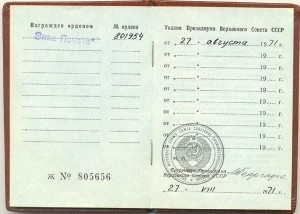 Награжден орденом
№ ордена
"Знак Почета"
801954
ж № 805656
Указом Президиума Верховного Совета СССР
от „ 27 “ августа 1971 г.
от „ “ 19 г.
от „ “ 19 г.
от „ “ 19 г.
от „ “ 19 г.
от „ “ 19 г.
от „ “ 19 г.
от „ “ 19 г.
М. П.
Секретарь Президиума
Верховного Совета СССР
„ 27 “ VIII 1971 г.